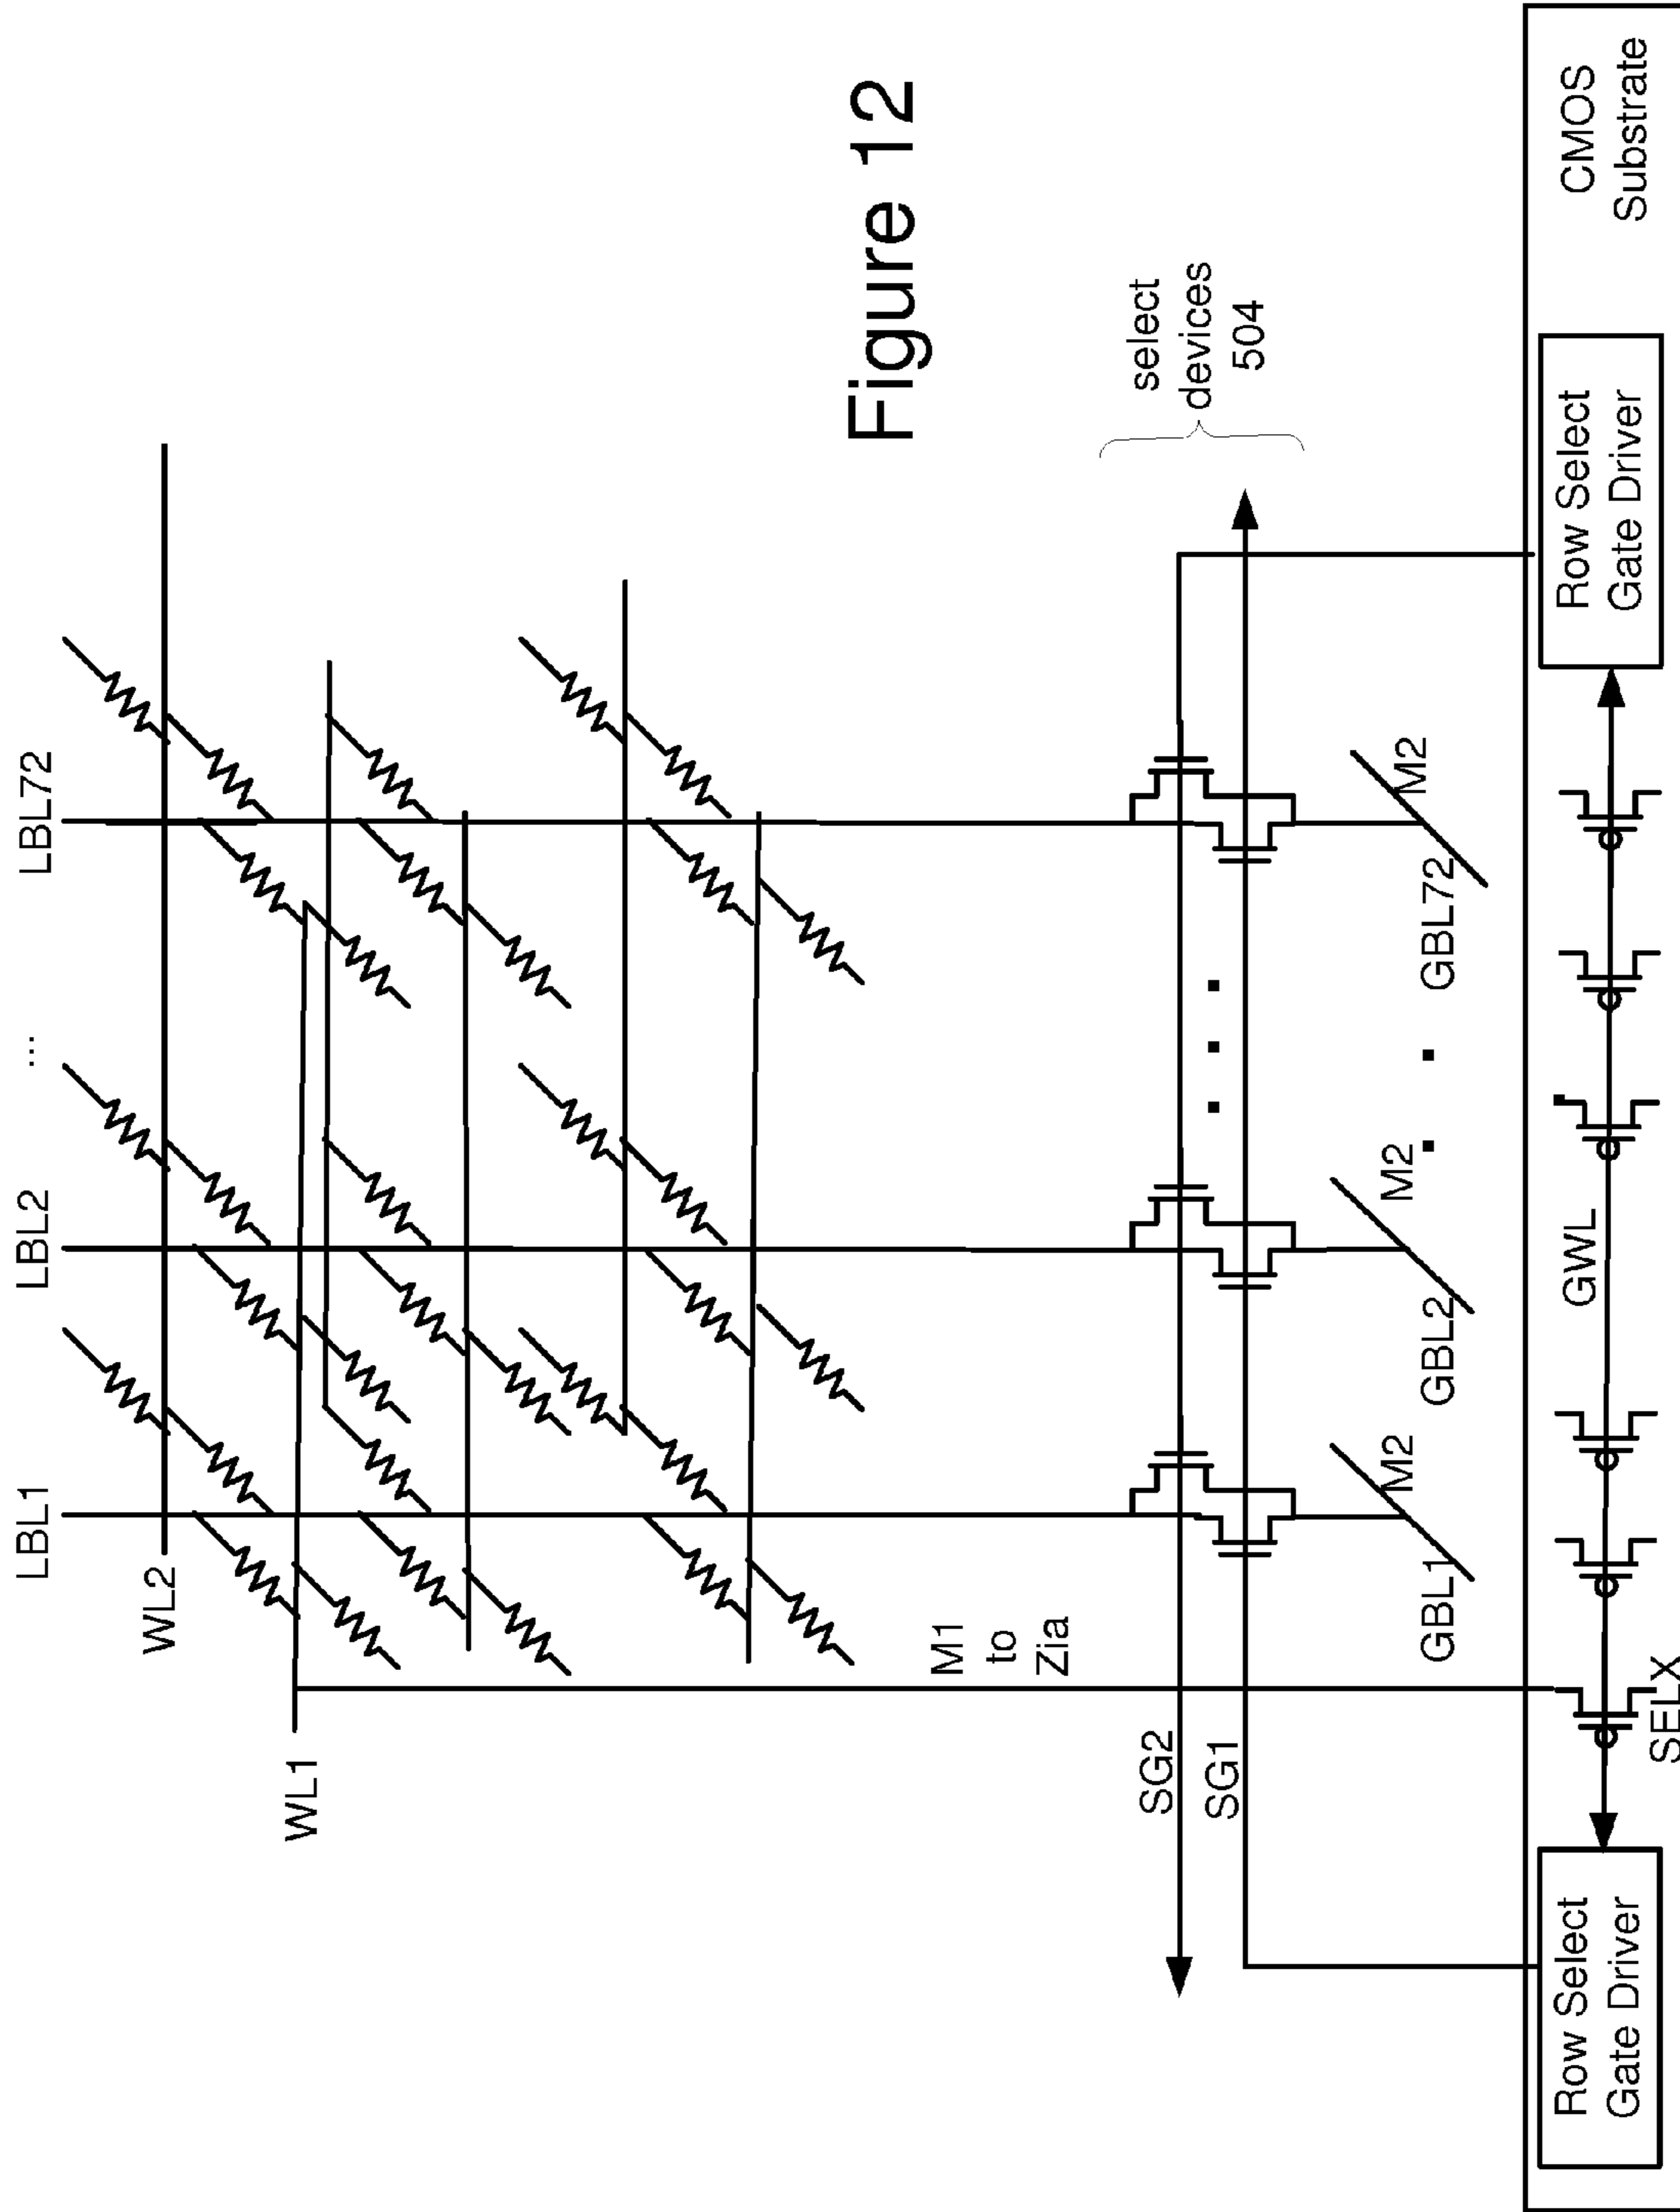 LBL1
LBL2
...
LBL72
WL2
WL1
Figure 12
M1
to
Zia
select
devices
504
SG2
SG1
M2
M2
M2
GBL1
GBL2
GBL72
GWL
CMOS
Substrate
Row Select
Gate Driver
Row Select
Gate Driver
SELX